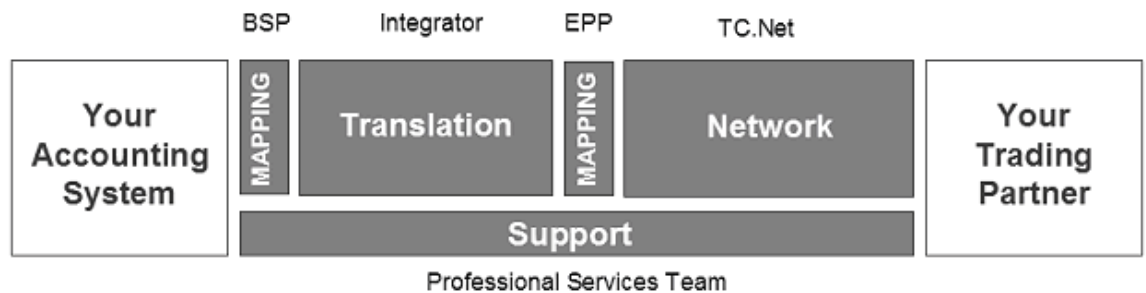 BSP
Integrator
EPP
TC.Net
Your
Accounting
System
MAPPING
Translation
MAPPING
Network
Your
Trading
Partner
Support
Professional Services Team